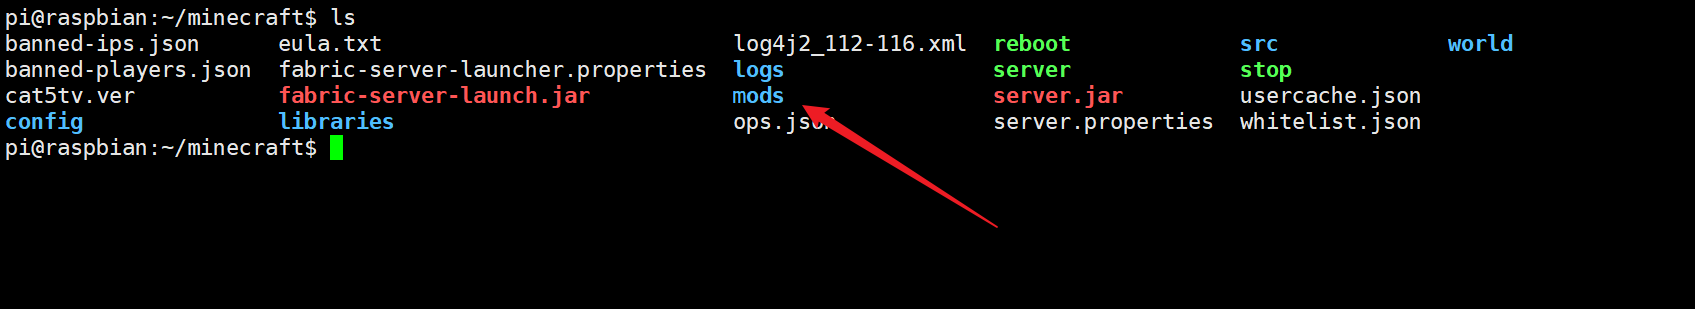 pi@raspbian:~/minecraft$ ls
banned-ips.json eula.txt log4j2_112-116.xml reboot src world
banned-players.json fabric-server-launcher.properties logs server stop
cat5tv.ver fabric-server-launch.jar mods server.jar usercache.json
config libraries ops.json server.properties whitelist.json
pi@raspbian:~/minecraft$